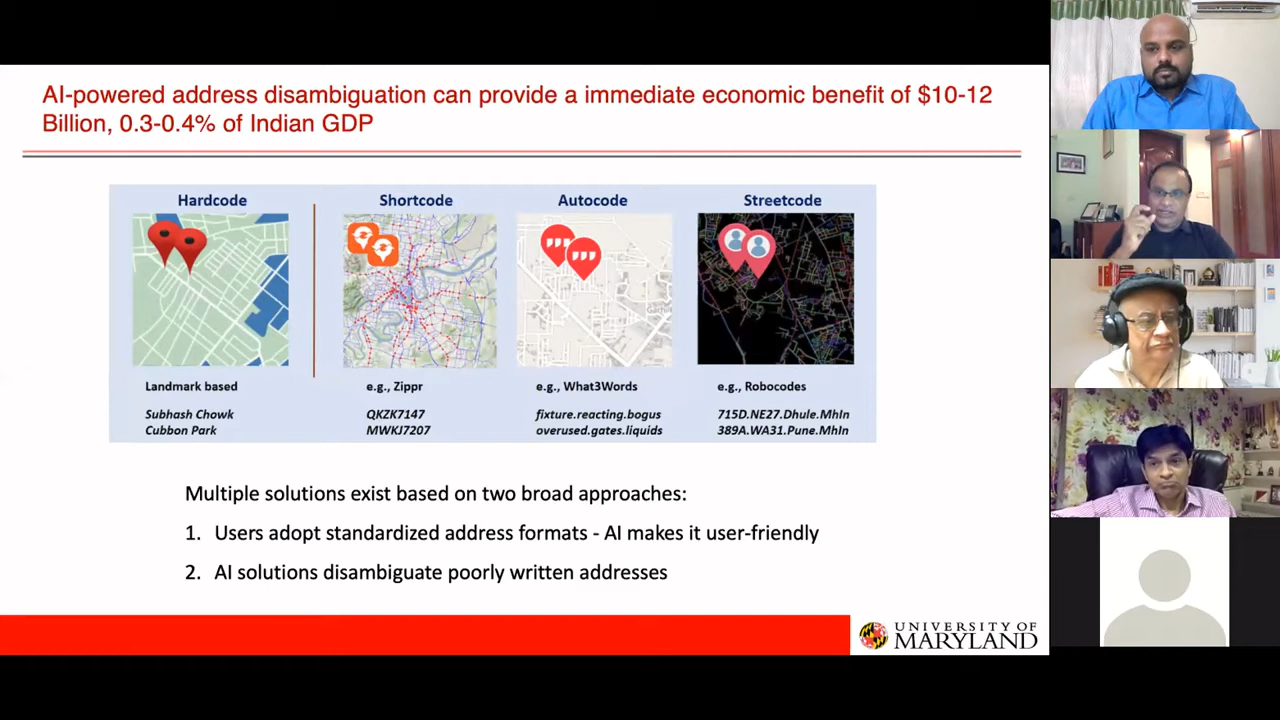 AI-powered address disambiguation can provide a immediate economic benefit of $10-12
Billion, 0.3-0.4% of Indian GDP
Hardcode
Shortcode
Autocode
Streetcode
Landmark based
e.g., Zippr
e.g., What3Words
e.g., Robocodes
Subhash Chowk
QKZK7147
fixture.reacting.bogus
715D.NE27.Dhule.MhIn
Cubbon Park
MWKJ7207
overused.gates.liquids
389A.WA31.Pune.MhIn
Multiple solutions exist based on two broad approaches:
1. Users adopt standardized address formats - AI makes it user-friendly
2. AI solutions disambiguate poorly written addresses
UNIVERSITY OF
MARYLAND